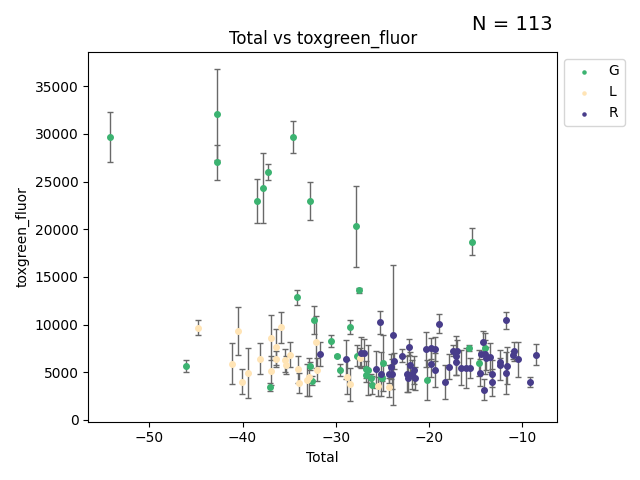 N = 113
Total vs toxgreen_fluor
G
L
R
35000
30000
25000
20000
15000
10000
5000
0
toxgreen_fluor
−50
−40
−30
−20
−10
Total